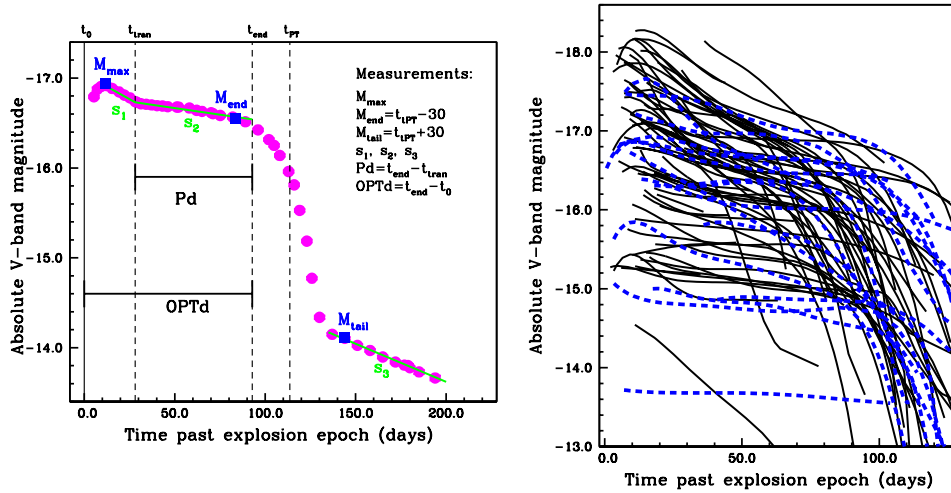 t0 ttran tend tPT
Mmax
Mend
s1
s2
Pd
OPTd
Mtail
s3
Measurements:
Mmax
Mend=ttPT−30
Mtail=ttPT+30
s1, s2, s3
Pd=tend−ttran
OPTd=tend−t0
Absolute V−band magnitude
−17.0
−16.0
−15.0
−14.0
0.0 50.0 100.0 150.0 200.0
Time past explosion epoch (days)
Absolute V−band magnitude
−18.0
−17.0
−16.0
−15.0
−14.0
−13.0
0.0 50.0 100.0
Time past explosion epoch (days)